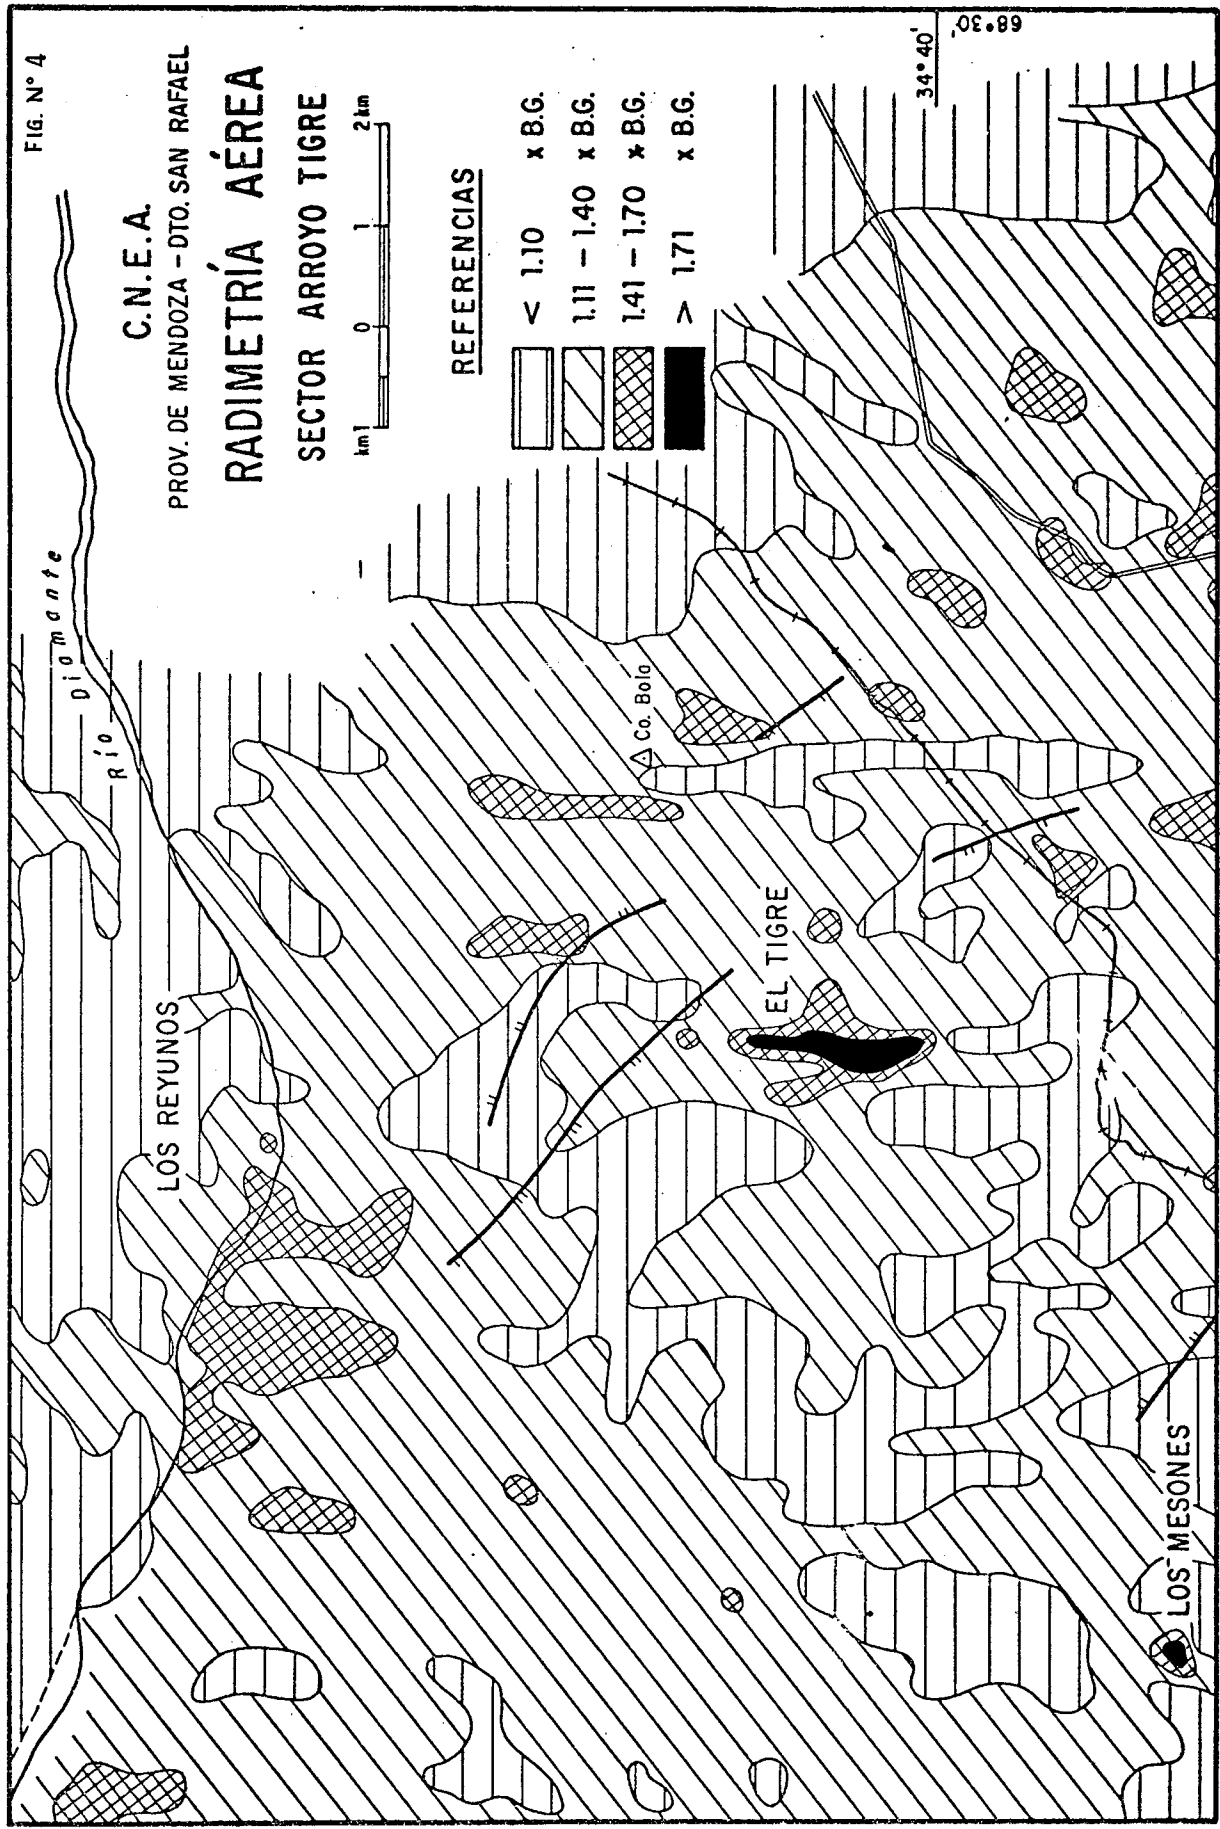 FIG. N° 4
C.N.E.A.
PROV. DE MENDOZA - DTO. SAN RAFAEL
RADIMETRÍA AÉREA
SECTOR ARROYO TIGRE
km 1 0 1 2 km
REFERENCIAS
< 1.10 x B.G.
1.11 - 1.40 x B.G.
1.41 - 1.70 x B.G.
> 1.71 x B.G.
Río Diamante
LOS REYUNOS
Co. Bola
EL TIGRE
LOS MESONES
34°40'
68°30'